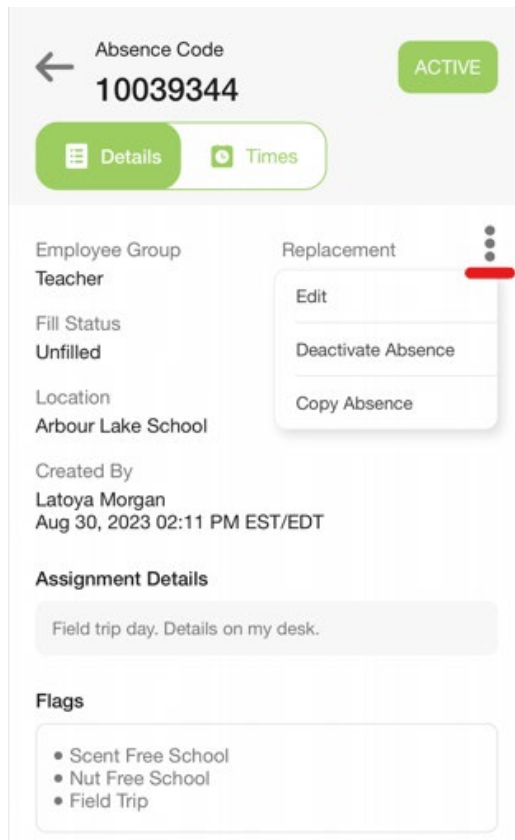 Absence Code
10039344
ACTIVE
Details
Times
Employee Group
Teacher
Replacement
Edit
Deactivate Absence
Copy Absence
Fill Status
Unfilled
Location
Arbour Lake School
Created By
Latoya Morgan
Aug 30, 2023 02:11 PM EST/EDT
Assignment Details
Field trip day. Details on my desk.
Flags
• Scent Free School
• Nut Free School
• Field Trip